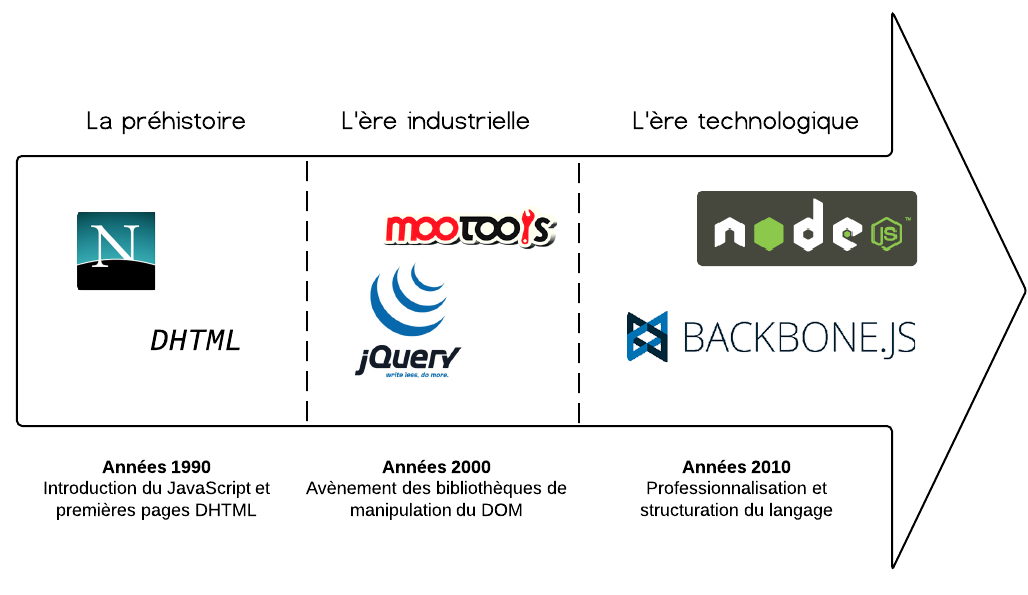 La préhistoire
L'ère industrielle
L'ère technologique
N
DHTML
mootools
jQuery
write less. do more.
node
JS
™
BACKBONE.JS
Années 1990
Introduction du JavaScript et
premières pages DHTML
Années 2000
Avènement des bibliothèques de
manipulation du DOM
Années 2010
Professionnalisation et
structuration du langage